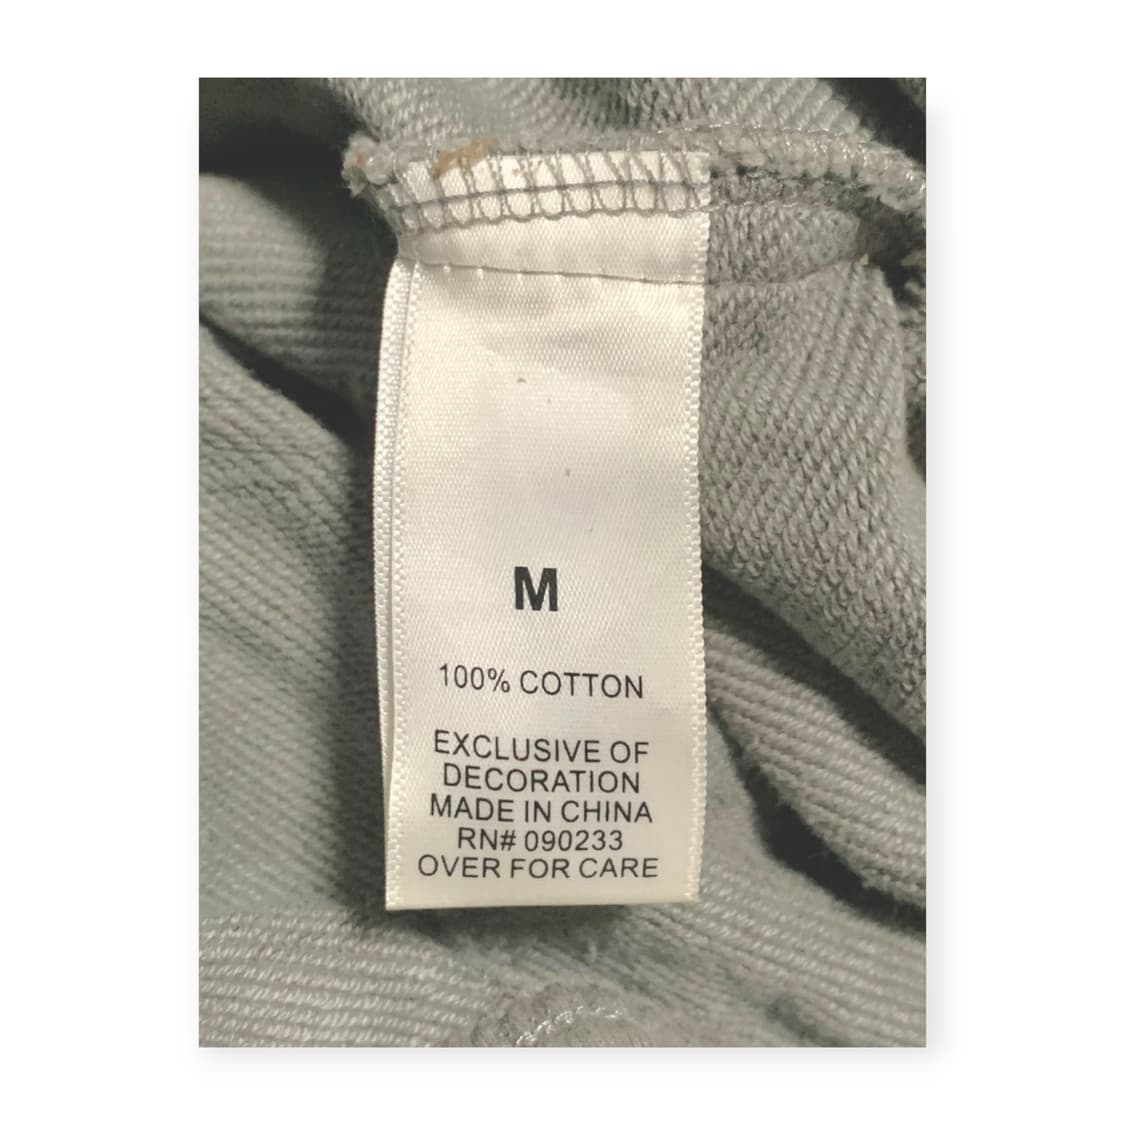 M
100% COTTON
EXCLUSIVE OF
DECORATION
MADE IN CHINA
RN# 090233
OVER FOR CARE